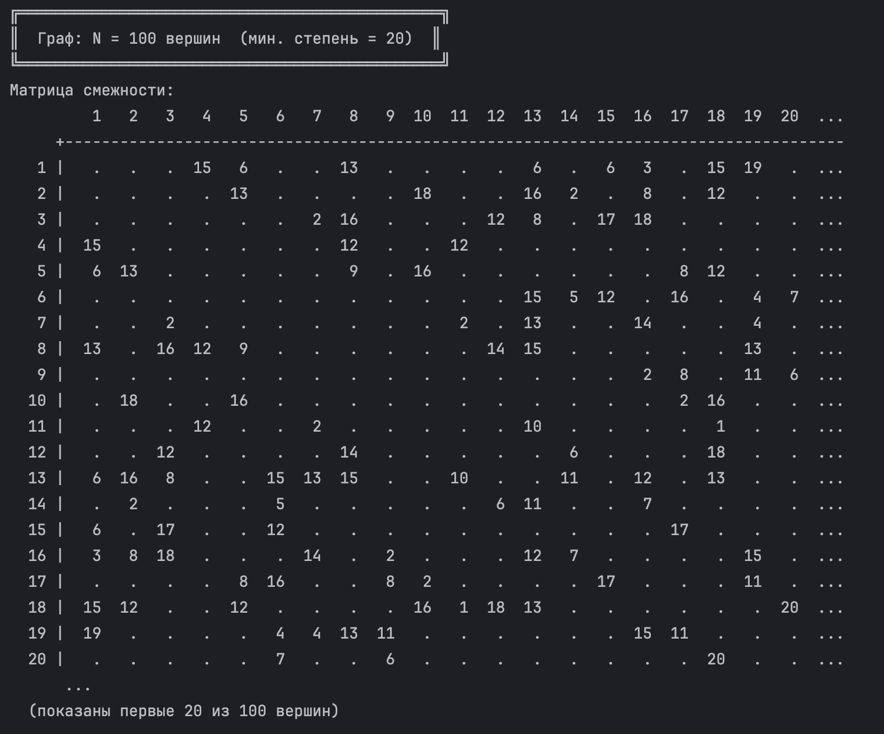 Граф: N = 100 вершин  (мин. степень = 20)
Матрица смежности:
         1   2   3   4   5   6   7   8   9  10  11  12  13  14  15  16  17  18  19  20  ...
     +------------------------------------------------------------------------------------
   1 |   .   .   .  15   6   .   .  13   .   .   .   .   6   .   6   3   .  15  19   .  ...
   2 |   .   .   .   .  13   .   .   .   .  18   .   .  16   2   .   8   .  12   .   .  ...
   3 |   .   .   .   .   .   .   2  16   .   .   .  12   8   .  17  18   .   .   .   .  ...
   4 |  15   .   .   .   .   .   .  12   .   .  12   .   .   .   .   .   .   .   .   .  ...
   5 |   6  13   .   .   .   .   .   9   .  16   .   .   .   .   .   .   8  12   .   .  ...
   6 |   .   .   .   .   .   .   .   .   .   .   .   .  15   5  12   .  16   .   4   7  ...
   7 |   .   .   2   .   .   .   .   .   .   .   2   .  13   .   .  14   .   .   4   .  ...
   8 |  13   .  16  12   9   .   .   .   .   .   .  14  15   .   .   .   .   .  13   .  ...
   9 |   .   .   .   .   .   .   .   .   .   .   .   .   .   .   .   2   8   .  11   6  ...
  10 |   .  18   .   .  16   .   .   .   .   .   .   .   .   .   .   .   2  16   .   .  ...
  11 |   .   .   .  12   .   .   2   .   .   .   .   .  10   .   .   .   .   1   .   .  ...
  12 |   .   .  12   .   .   .   .  14   .   .   .   .   .   6   .   .   .  18   .   .  ...
  13 |   6  16   8   .   .  15  13  15   .   .  10   .   .  11   .  12   .  13   .   .  ...
  14 |   .   2   .   .   .   5   .   .   .   .   .   6  11   .   .   7   .   .   .   .  ...
  15 |   6   .  17   .   .  12   .   .   .   .   .   .   .   .   .   .  17   .   .   .  ...
  16 |   3   8  18   .   .   .  14   .   2   .   .   .  12   7   .   .   .   .  15   .  ...
  17 |   .   .   .   .   8  16   .   .   8   2   .   .   .   .  17   .   .   .  11   .  ...
  18 |  15  12   .   .  12   .   .   .   .  16   1  18  13   .   .   .   .   .   .  20  ...
  19 |  19   .   .   .   .   4   4  13  11   .   .   .   .   .   .  15  11   .   .   .  ...
  20 |   .   .   .   .   .   7   .   .   6   .   .   .   .   .   .   .   .  20   .   .  ...
      ...
  (показаны первые 20 из 100 вершин)